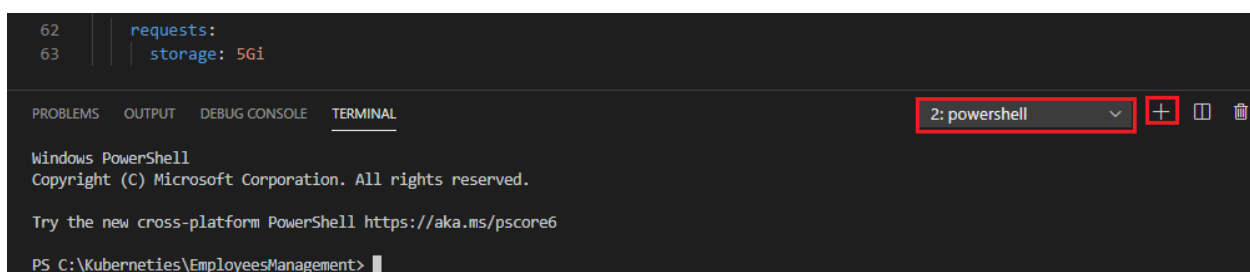 62 requests:
63 storage: 5Gi
PROBLEMS OUTPUT DEBUG CONSOLE TERMINAL 2: powershell
Windows PowerShell
Copyright (C) Microsoft Corporation. All rights reserved.
Try the new cross-platform PowerShell https://aka.ms/pscore6
PS C:\Kuberneties\EmployeesManagement>